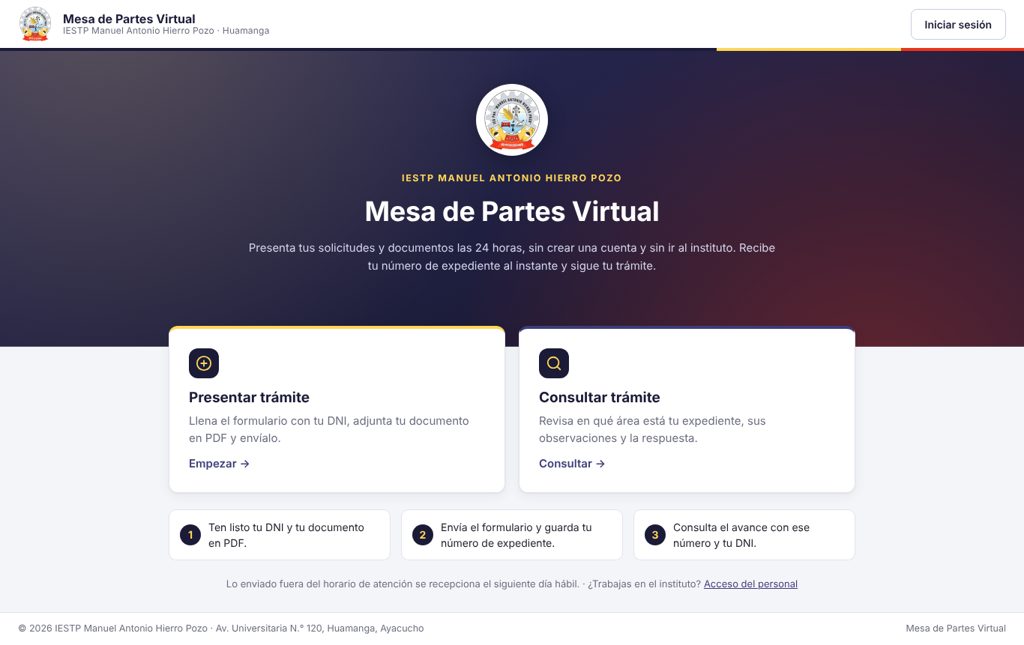 Mesa de Partes Virtual
IESTP Manuel Antonio Hierro Pozo · Huamanga
Iniciar sesión
IESTP MANUEL ANTONIO HIERRO POZO
Mesa de Partes Virtual
Presenta tus solicitudes y documentos las 24 horas, sin crear una cuenta y sin ir al instituto. Recibe
tu número de expediente al instante y sigue tu trámite.
Presentar trámite
Llena el formulario con tu DNI, adjunta tu documento
en PDF y envíalo.
Empezar →
Consultar trámite
Revisa en qué área está tu expediente, sus
observaciones y la respuesta.
Consultar →
1
Ten listo tu DNI y tu documento
en PDF.
2
Envía el formulario y guarda tu
número de expediente.
3
Consulta el avance con ese
número y tu DNI.
Lo enviado fuera del horario de atención se recepciona el siguiente día hábil. · ¿Trabajas en el instituto? Acceso del personal
© 2026 IESTP Manuel Antonio Hierro Pozo · Av. Universitaria N.° 120, Huamanga, Ayacucho
Mesa de Partes Virtual